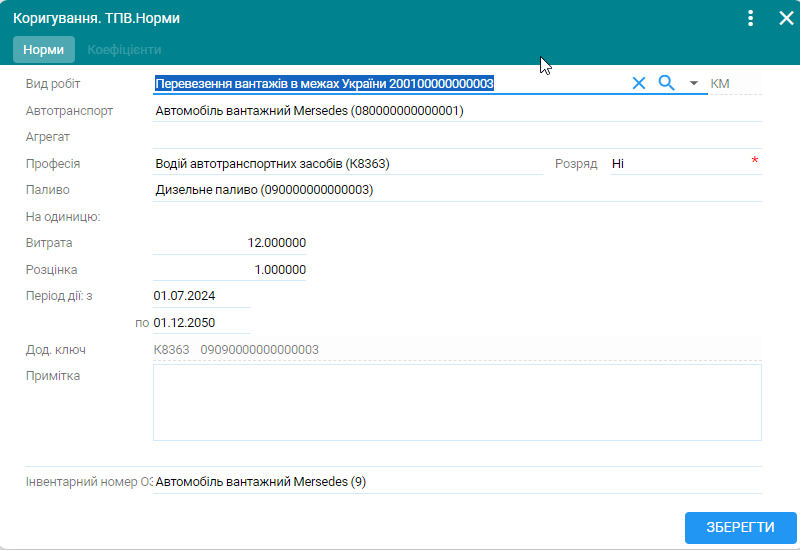 Коригування. ТПВ.Норми
Норми Коефіцієнти
Вид робіт Перевезення вантажів в межах України 200100000000003 КМ
Автотранспорт Автомобіль вантажний Mersedes (080000000000001)
Агрегат
Професія Водій автотранспортних засобів (К8363) Розряд Ні *
Паливо Дизельне паливо (090000000000003)
На одиницю:
Витрата 12.000000
Розцінка 1.000000
Період дії: з 01.07.2024
по 01.12.2050
Дод. ключ К8363 09090000000000003
Примітка
Інвентарний номер ОЗ Автомобіль вантажний Mersedes (9)
ЗБЕРЕГТИ